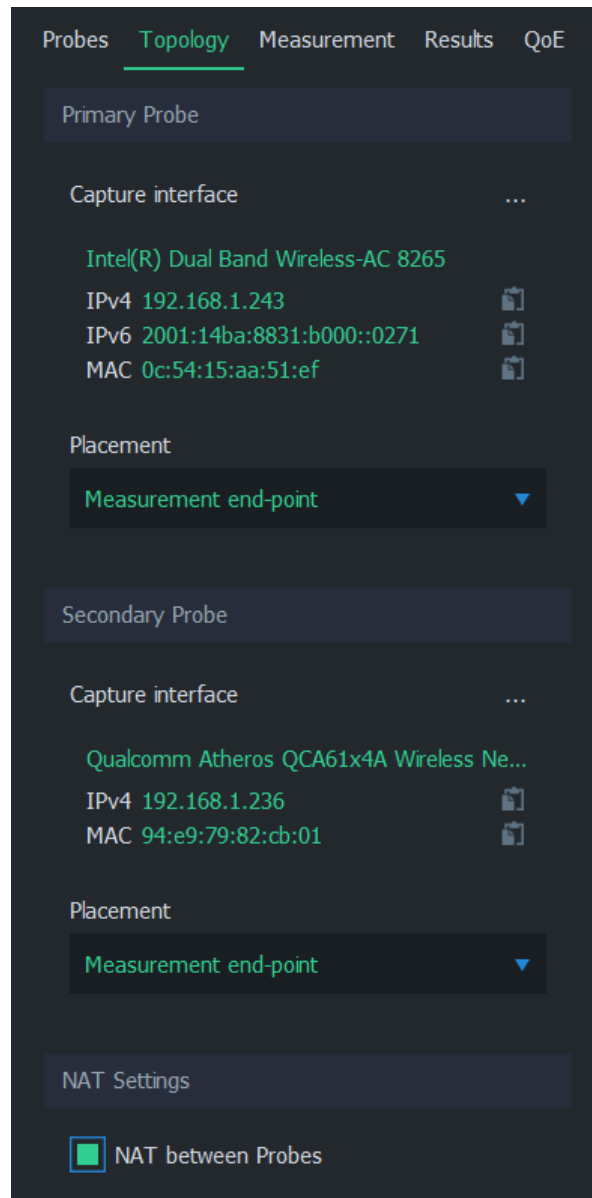 Probes Topology Measurement Results QoE
Primary Probe
Capture interface ...
Intel(R) Dual Band Wireless-AC 8265
IPv4 192.168.1.243
IPv6 2001:14ba:8831:b000::0271
MAC 0c:54:15:aa:51:ef
Placement
Measurement end-point
Secondary Probe
Capture interface ...
Qualcomm Atheros QCA61x4A Wireless Ne...
IPv4 192.168.1.236
MAC 94:e9:79:82:cb:01
Placement
Measurement end-point
NAT Settings
NAT between Probes